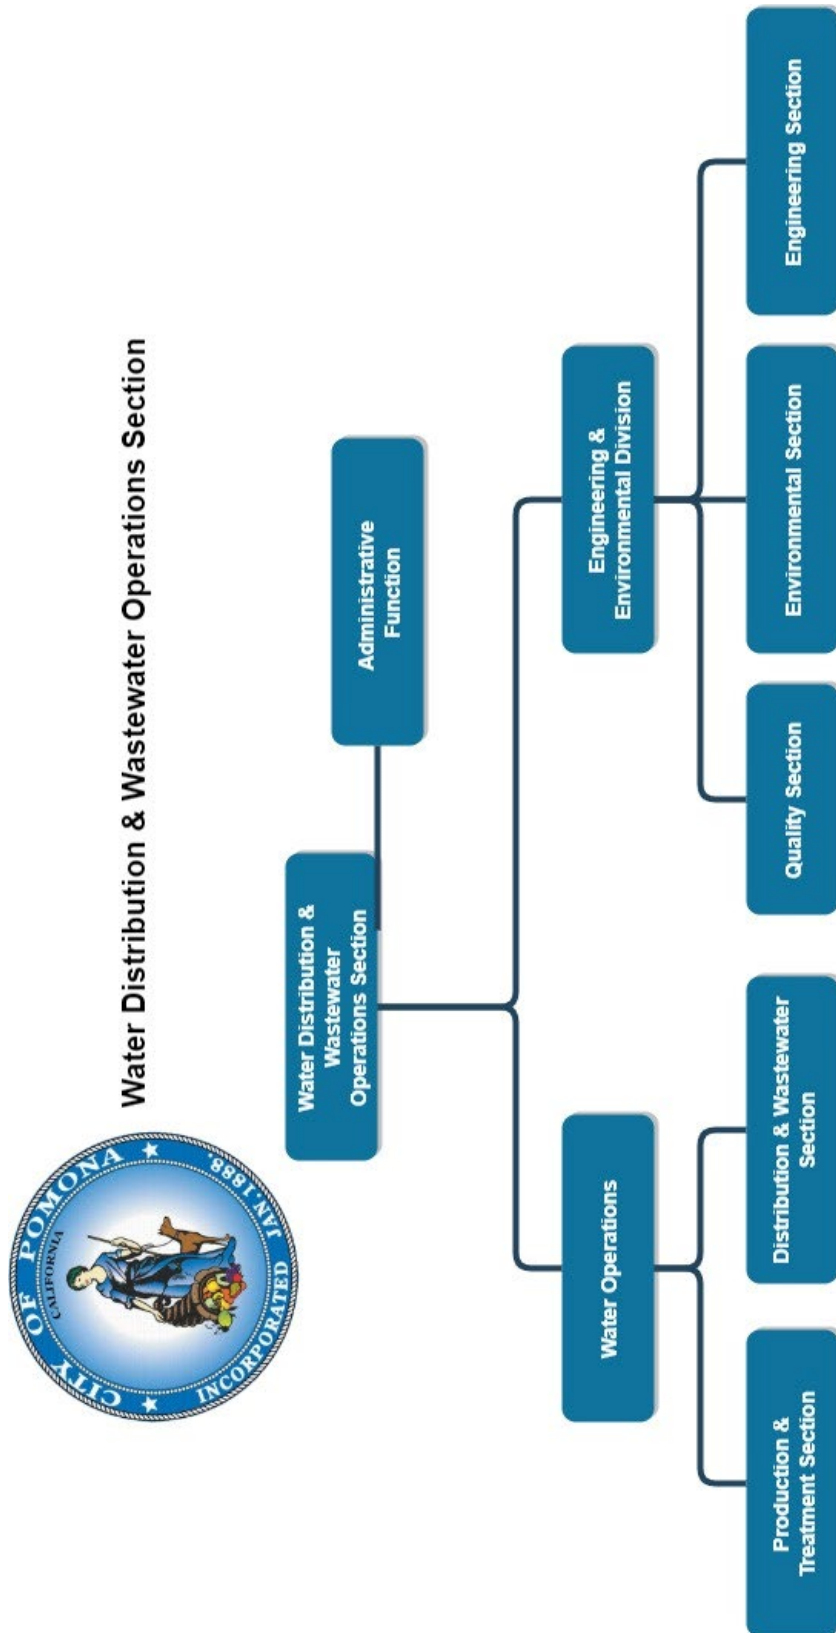 CITY OF POMONA
CALIFORNIA
INCORPORATED JAN.1888.
Water Distribution & Wastewater Operations Section
Water Distribution &
Wastewater
Operations Section
Administrative
Function
Water Operations
Engineering &
Environmental Division
Production &
Treatment Section
Distribution & Wastewater
Section
Quality Section
Environmental Section
Engineering Section